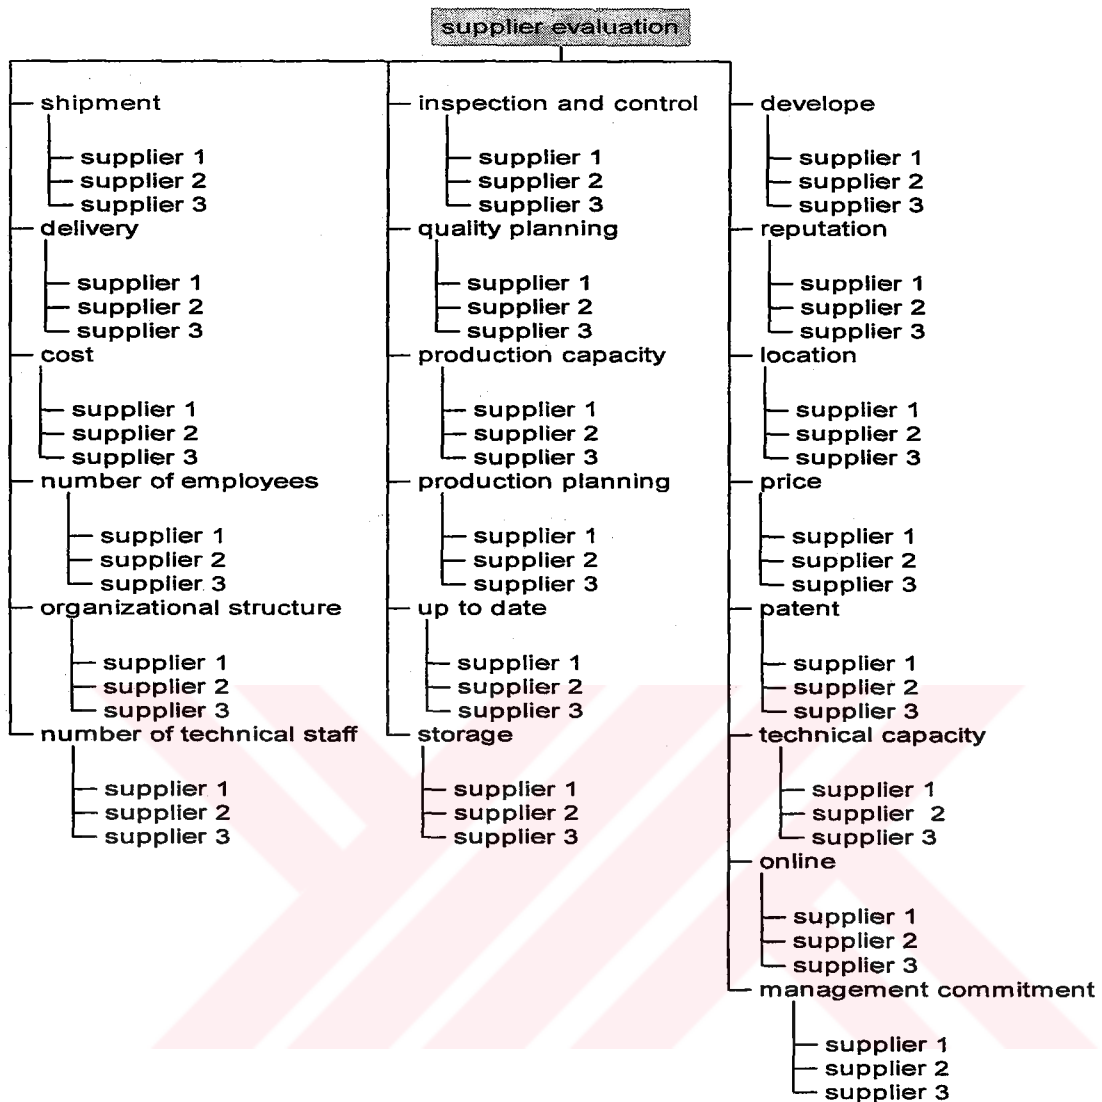 supplier evaluation
shipment
supplier 1
supplier 2
supplier 3
delivery
supplier 1
supplier 2
supplier 3
cost
supplier 1
supplier 2
supplier 3
number of employees
supplier 1
supplier 2
supplier 3
organizational structure
supplier 1
supplier 2
supplier 3
number of technical staff
supplier 1
supplier 2
supplier 3
inspection and control
supplier 1
supplier 2
supplier 3
quality planning
supplier 1
supplier 2
supplier 3
production capacity
supplier 1
supplier 2
supplier 3
production planning
supplier 1
supplier 2
supplier 3
up to date
supplier 1
supplier 2
supplier 3
storage
supplier 1
supplier 2
supplier 3
develope
supplier 1
supplier 2
supplier 3
reputation
supplier 1
supplier 2
supplier 3
location
supplier 1
supplier 2
supplier 3
price
supplier 1
supplier 2
supplier 3
patent
supplier 1
supplier 2
supplier 3
technical capacity
supplier 1
supplier 2
supplier 3
online
supplier 1
supplier 2
supplier 3
management commitment
supplier 1
supplier 2
supplier 3